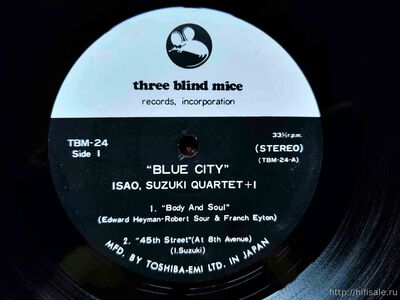 three blind mice
records, incorporation
TBM-24
Side 1
33⅓r.p.m.
(STEREO)
(TBM-24-A)
"BLUE CITY"
ISAO, SUZUKI QUARTET+1
1. "Body And Soul"
(Edward Heyman-Robert Sour & Franch Eyton)
2. "45th Street"(At 8th Avenue)
(I.Suzuki)
MFD. BY TOSHIBA-EMI LTD. IN JAPAN
http://hifisale.ru